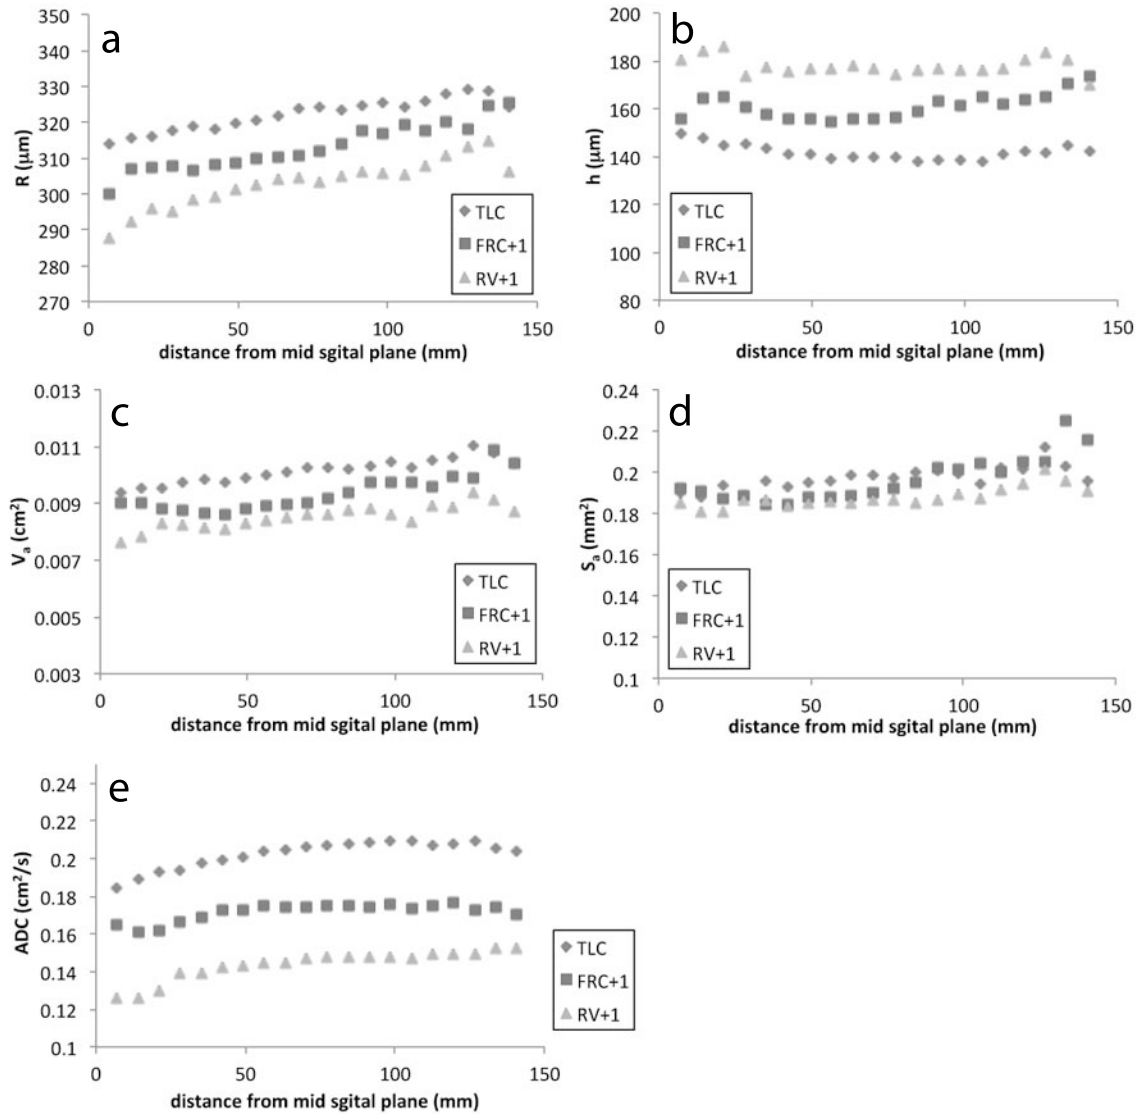 a
350
340
330
320
310
300
290
280
270
R (μm)
TLC
FRC+1
RV+1
0 50 100 150
distance from mid sgital plane (mm)
b
200
180
160
140
120
100
80
h (μm)
TLC
FRC+1
RV+1
0 50 100 150
distance from mid sgital plane (mm)
c
0.013
0.011
0.009
0.007
0.005
0.003
Va (cm2)
TLC
FRC+1
RV+1
0 50 100 150
distance from mid sgital plane (mm)
d
0.24
0.22
0.2
0.18
0.16
0.14
0.12
0.1
Sa (mm2)
TLC
FRC+1
RV+1
0 50 100 150
distance from mid sgital plane (mm)
e
0.24
0.22
0.2
0.18
0.16
0.14
0.12
0.1
ADC (cm2/s)
TLC
FRC+1
RV+1
0 50 100 150
distance from mid sgital plane (mm)